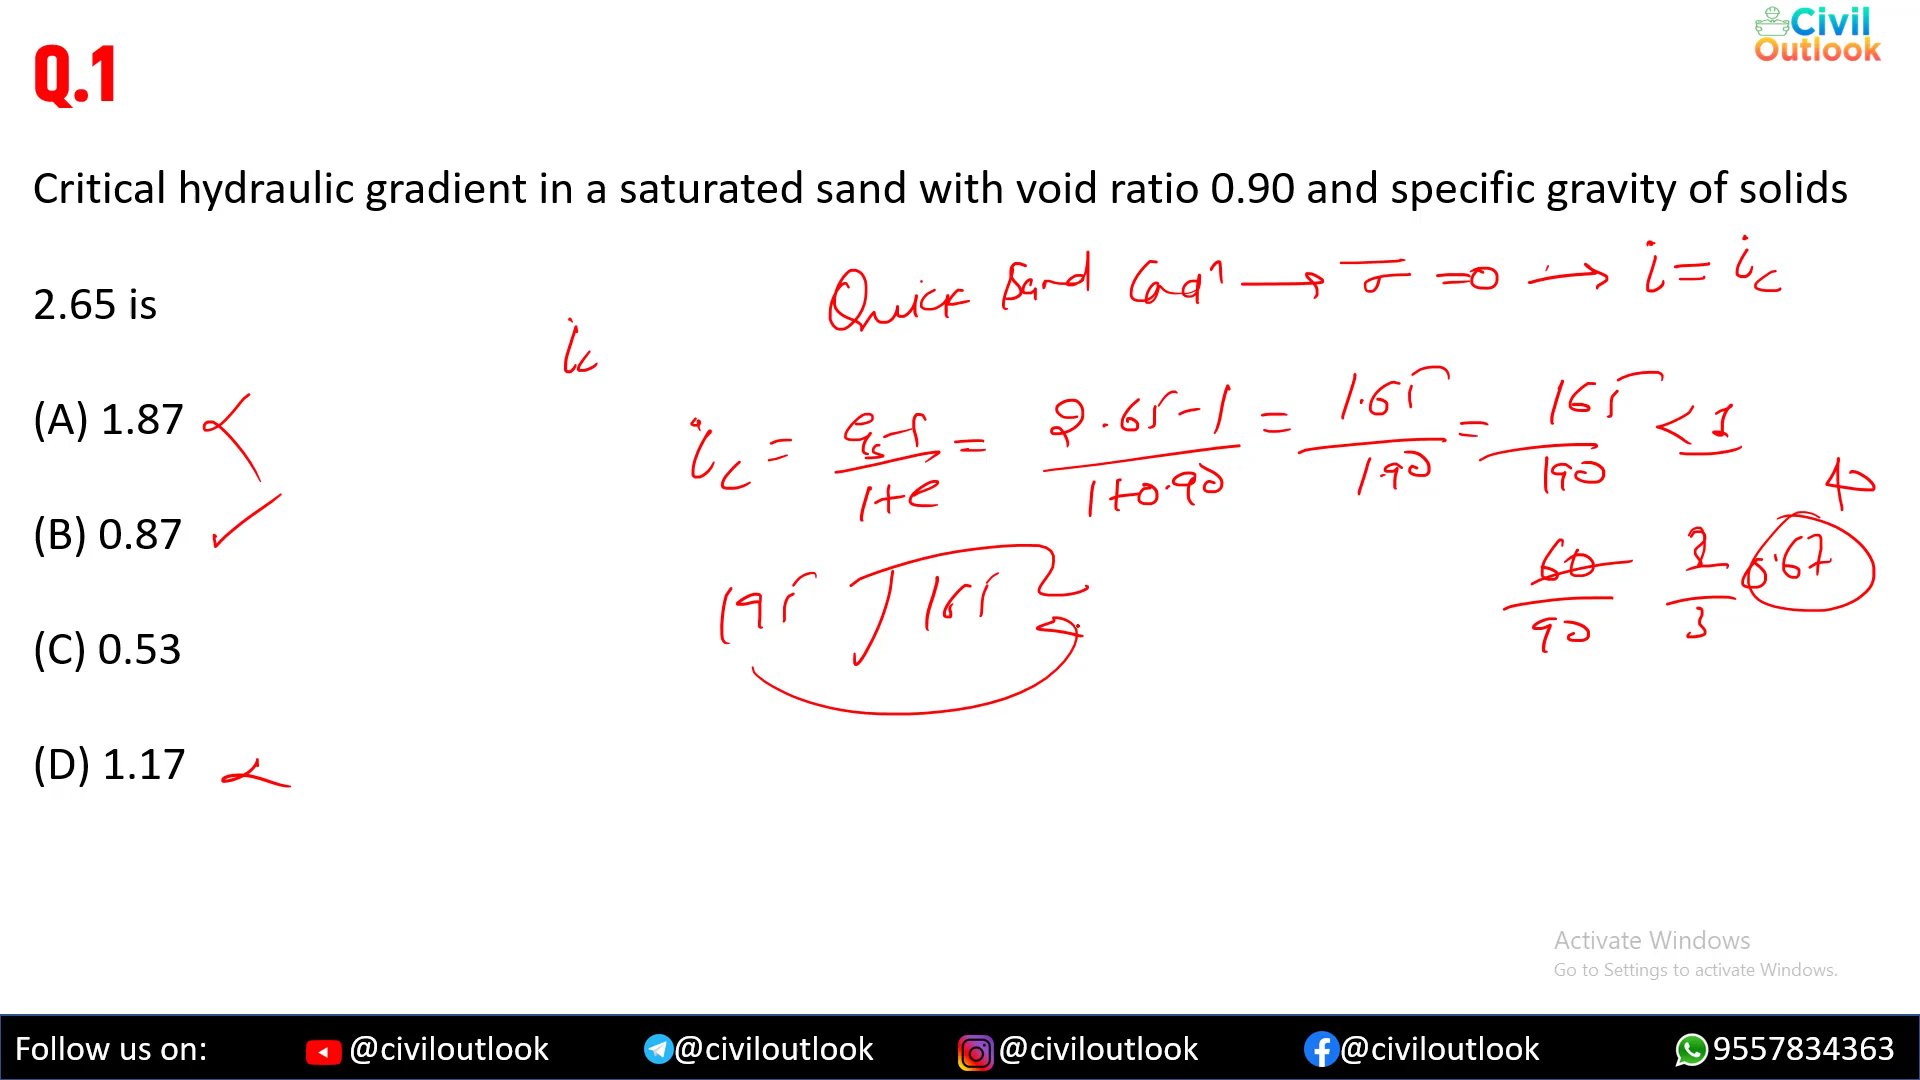 Civil
Outlook
Q.1
Critical hydraulic gradient in a saturated sand with void ratio 0.90 and specific gravity of solids
2.65 is
Quick Sand → σ̅ =0 → i = ic
ic
(A) 1.87
ic = Gs-1/1+e = 2.65-1/1+0.90 = 1.65/1.90 = 165/190 < 1
(B) 0.87
195 165
60/90 2/3 0.67
(C) 0.53
(D) 1.17
Activate Windows
Go to Settings to activate Windows.
Follow us on: @civiloutlook @civiloutlook @civiloutlook @civiloutlook 9557834363